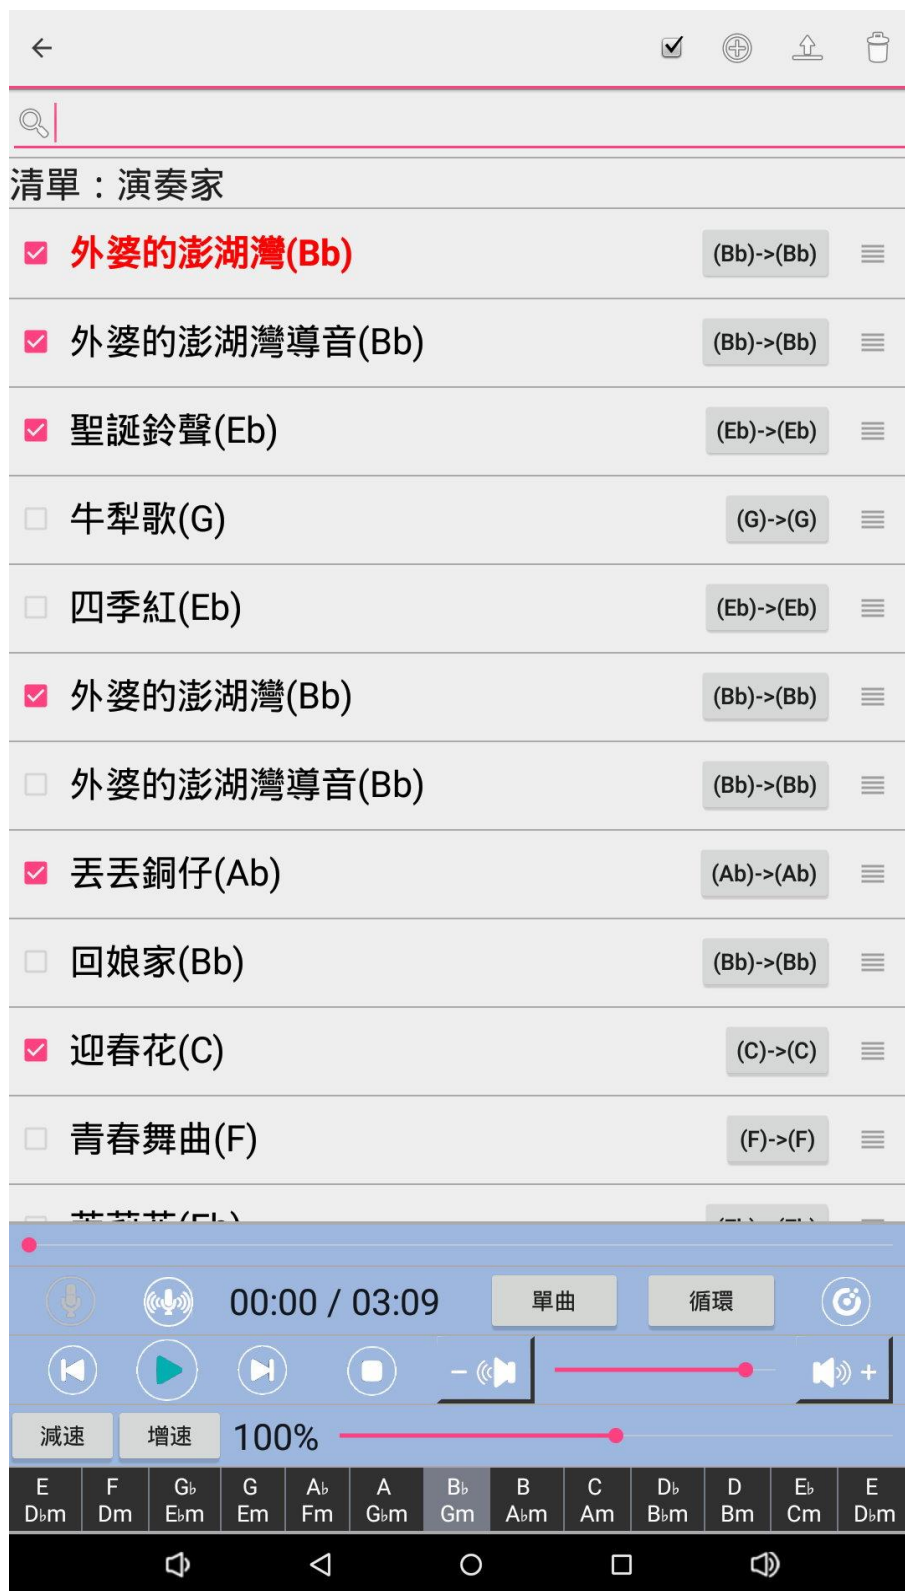 清單：演奏家
外婆的澎湖灣(Bb) (Bb)->(Bb)
外婆的澎湖灣導音(Bb) (Bb)->(Bb)
聖誕鈴聲(Eb) (Eb)->(Eb)
牛犁歌(G) (G)->(G)
四季紅(Eb) (Eb)->(Eb)
外婆的澎湖灣(Bb) (Bb)->(Bb)
外婆的澎湖灣導音(Bb) (Bb)->(Bb)
丟丟銅仔(Ab) (Ab)->(Ab)
回娘家(Bb) (Bb)->(Bb)
迎春花(C) (C)->(C)
青春舞曲(F) (F)->(F)
00:00 / 03:09 單曲 循環
− +
減速 增速 100%
E F G♭ G A♭ A B♭ B C D♭ D E♭ E
D♭m Dm E♭m Em Fm G♭m Gm A♭m Am B♭m Bm Cm D♭m